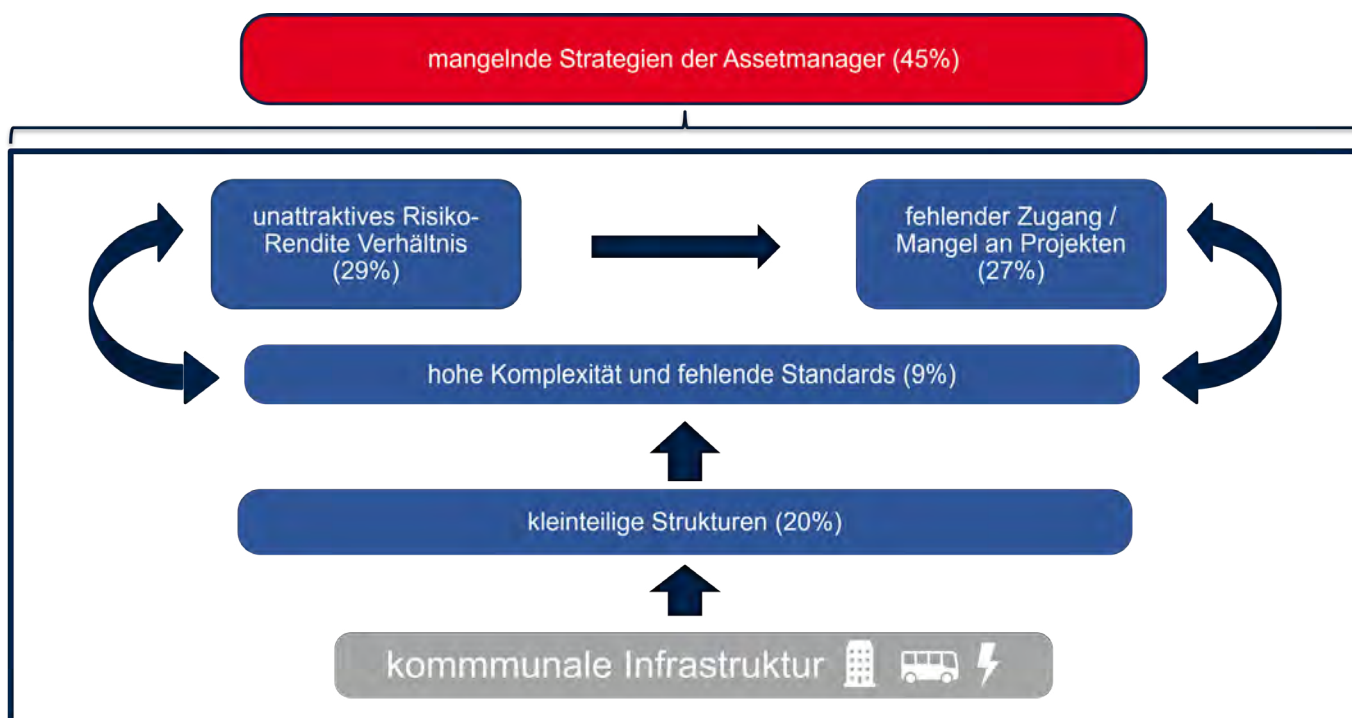 mangelnde Strategien der Assetmanager (45%)
unattraktives Risiko-
Rendite Verhältnis
(29%)
fehlender Zugang /
Mangel an Projekten
(27%)
hohe Komplexität und fehlende Standards (9%)
kleinteilige Strukturen (20%)
kommmunale Infrastruktur